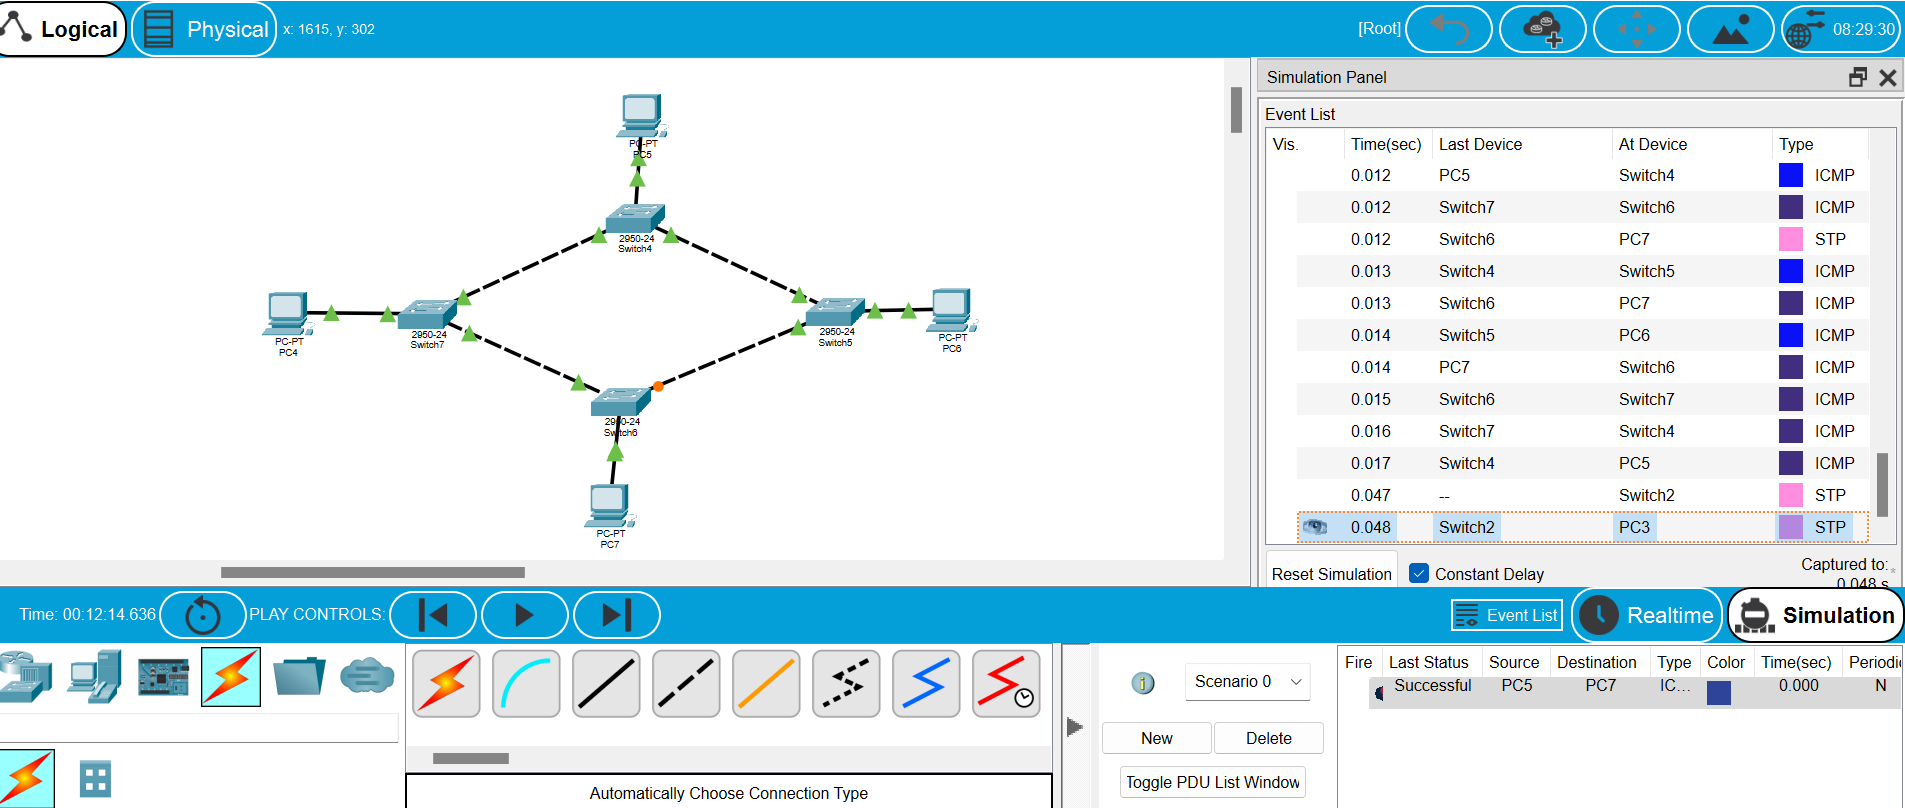 Logical Physical x: 1615, y: 302 [Root] 08:29:30
Simulation Panel
Event List
Vis. Time(sec) Last Device At Device Type
0.012 PC5 Switch4 ICMP
0.012 Switch7 Switch6 ICMP
0.012 Switch6 PC7 STP
0.013 Switch4 Switch5 ICMP
0.013 Switch6 PC7 ICMP
0.014 Switch5 PC6 ICMP
0.014 PC7 Switch6 ICMP
0.015 Switch6 Switch7 ICMP
0.016 Switch7 Switch4 ICMP
0.017 Switch4 PC5 ICMP
0.047 -- Switch2 STP
0.048 Switch2 PC3 STP
Reset Simulation Constant Delay
Captured to:
0.048 s
PC-PT
PC5
2950-24
Switch4
PC-PT
PC4
2950-24
Switch7
2950-24
Switch5
PC-PT
PC6
2950-24
Switch6
PC-PT
PC7
Time: 00:12:14.636 PLAY CONTROLS: Event List Realtime Simulation
Scenario 0
New Delete
Toggle PDU List Window
Fire Last Status Source Destination Type Color Time(sec) Periodic
Successful PC5 PC7 IC... 0.000 N
Automatically Choose Connection Type